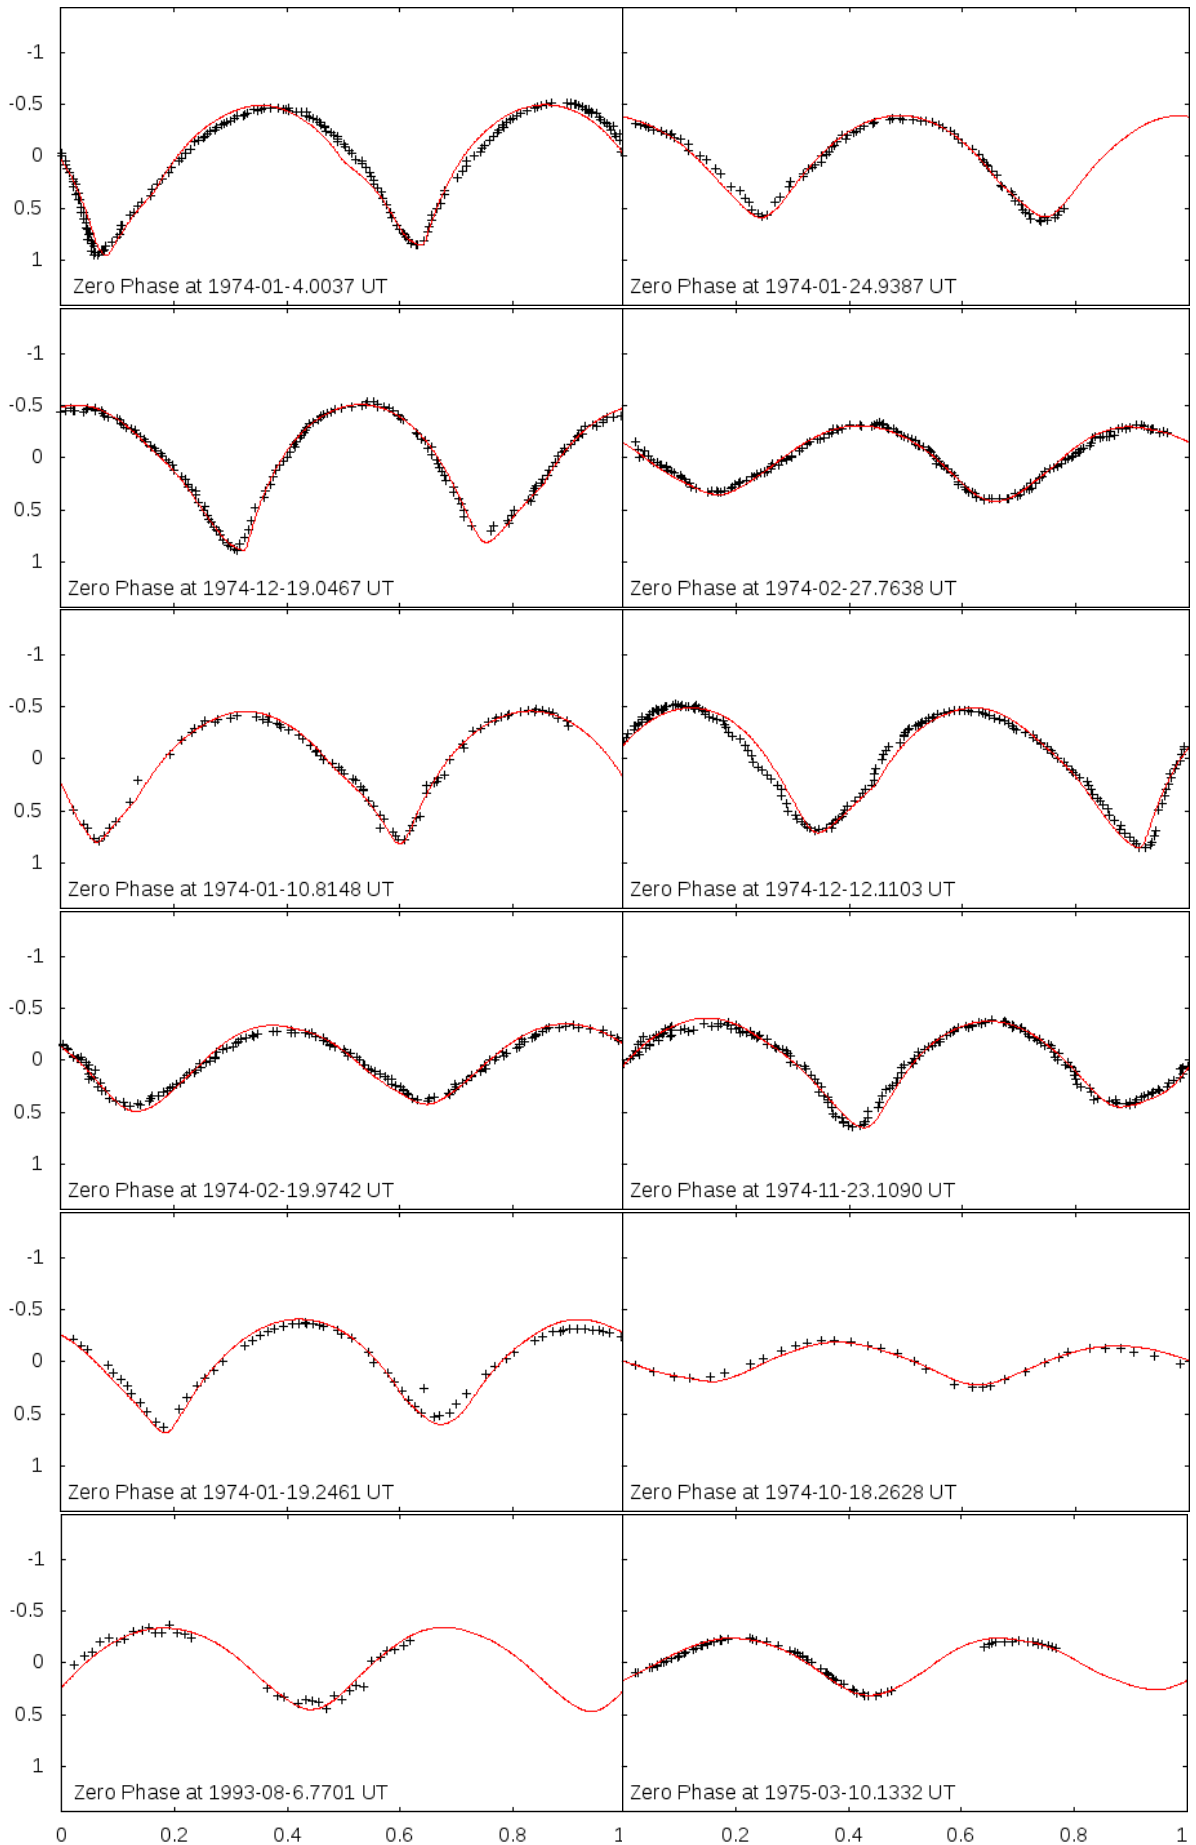 -1
-0.5
0
0.5
1
Zero Phase at 1974-01-4.0037 UT
Zero Phase at 1974-01-24.9387 UT
-1
-0.5
0
0.5
1
Zero Phase at 1974-12-19.0467 UT
Zero Phase at 1974-02-27.7638 UT
-1
-0.5
0
0.5
1
Zero Phase at 1974-01-10.8148 UT
Zero Phase at 1974-12-12.1103 UT
-1
-0.5
0
0.5
1
Zero Phase at 1974-02-19.9742 UT
Zero Phase at 1974-11-23.1090 UT
-1
-0.5
0
0.5
1
Zero Phase at 1974-01-19.2461 UT
Zero Phase at 1974-10-18.2628 UT
-1
-0.5
0
0.5
1
Zero Phase at 1993-08-6.7701 UT
Zero Phase at 1975-03-10.1332 UT
0 0.2 0.4 0.6 0.8 1 0.2 0.4 0.6 0.8 1